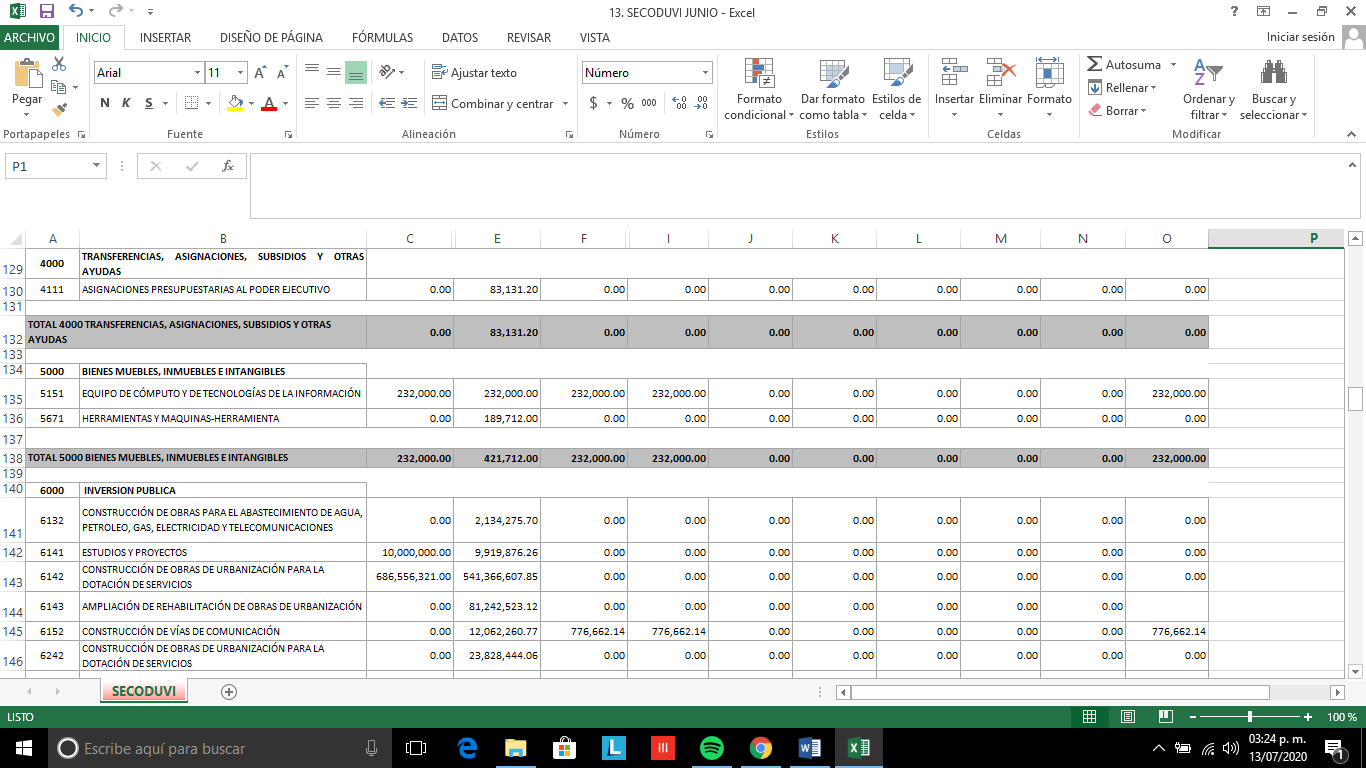 13. SECODUVI JUNIO - Excel
ARCHIVO INICIO INSERTAR DISEÑO DE PÁGINA FÓRMULAS DATOS REVISAR VISTA Iniciar sesión
Pegar Arial 11 Ajustar texto Número Autosuma
N K S Combinar y centrar $ % 000 Formato condicional Dar formato como tabla Estilos de celda Insertar Eliminar Formato Rellenar Borrar Ordenar y filtrar Buscar y seleccionar
Portapapeles Fuente Alineación Número Estilos Celdas Modificar
P1 fx
A B C E F I J K L M N O P
129 4000 TRANSFERENCIAS, ASIGNACIONES, SUBSIDIOS Y OTRAS
AYUDAS
130 4111 ASIGNACIONES PRESUPUESTARIAS AL PODER EJECUTIVO 0.00 83,131.20 0.00 0.00 0.00 0.00 0.00 0.00 0.00 0.00
131
132 TOTAL 4000 TRANSFERENCIAS, ASIGNACIONES, SUBSIDIOS Y OTRAS
AYUDAS 0.00 83,131.20 0.00 0.00 0.00 0.00 0.00 0.00 0.00 0.00
133
134 5000 BIENES MUEBLES, INMUEBLES E INTANGIBLES
135 5151 EQUIPO DE CÓMPUTO Y DE TECNOLOGÍAS DE LA INFORMACIÓN 232,000.00 232,000.00 232,000.00 232,000.00 0.00 0.00 0.00 0.00 0.00 232,000.00
136 5671 HERRAMIENTAS Y MAQUINAS-HERRAMIENTA 0.00 189,712.00 0.00 0.00 0.00 0.00 0.00 0.00 0.00 0.00
137
138 TOTAL 5000 BIENES MUEBLES, INMUEBLES E INTANGIBLES 232,000.00 421,712.00 232,000.00 232,000.00 0.00 0.00 0.00 0.00 0.00 232,000.00
139
140 6000 INVERSION PUBLICA
141 6132 CONSTRUCCIÓN DE OBRAS PARA EL ABASTECIMIENTO DE AGUA,
PETROLEO, GAS, ELECTRICIDAD Y TELECOMUNICACIONES 0.00 2,134,275.70 0.00 0.00 0.00 0.00 0.00 0.00 0.00 0.00
142 6141 ESTUDIOS Y PROYECTOS 10,000,000.00 9,919,876.26 0.00 0.00 0.00 0.00 0.00 0.00 0.00 0.00
143 6142 CONSTRUCCIÓN DE OBRAS DE URBANIZACIÓN PARA LA
DOTACIÓN DE SERVICIOS 686,556,321.00 541,366,607.85 0.00 0.00 0.00 0.00 0.00 0.00 0.00 0.00
144 6143 AMPLIACIÓN DE REHABILITACIÓN DE OBRAS DE URBANIZACIÓN 0.00 81,242,523.12 0.00 0.00 0.00 0.00 0.00 0.00 0.00
145 6152 CONSTRUCCIÓN DE VÍAS DE COMUNICACIÓN 0.00 12,062,260.77 776,662.14 776,662.14 0.00 0.00 0.00 0.00 0.00 776,662.14
146 6242 CONSTRUCCIÓN DE OBRAS DE URBANIZACIÓN PARA LA
DOTACIÓN DE SERVICIOS 0.00 23,828,444.06 0.00 0.00 0.00 0.00 0.00 0.00 0.00 0.00
SECODUVI
LISTO 100 %
Escribe aquí para buscar 03:24 p. m.
13/07/2020 1